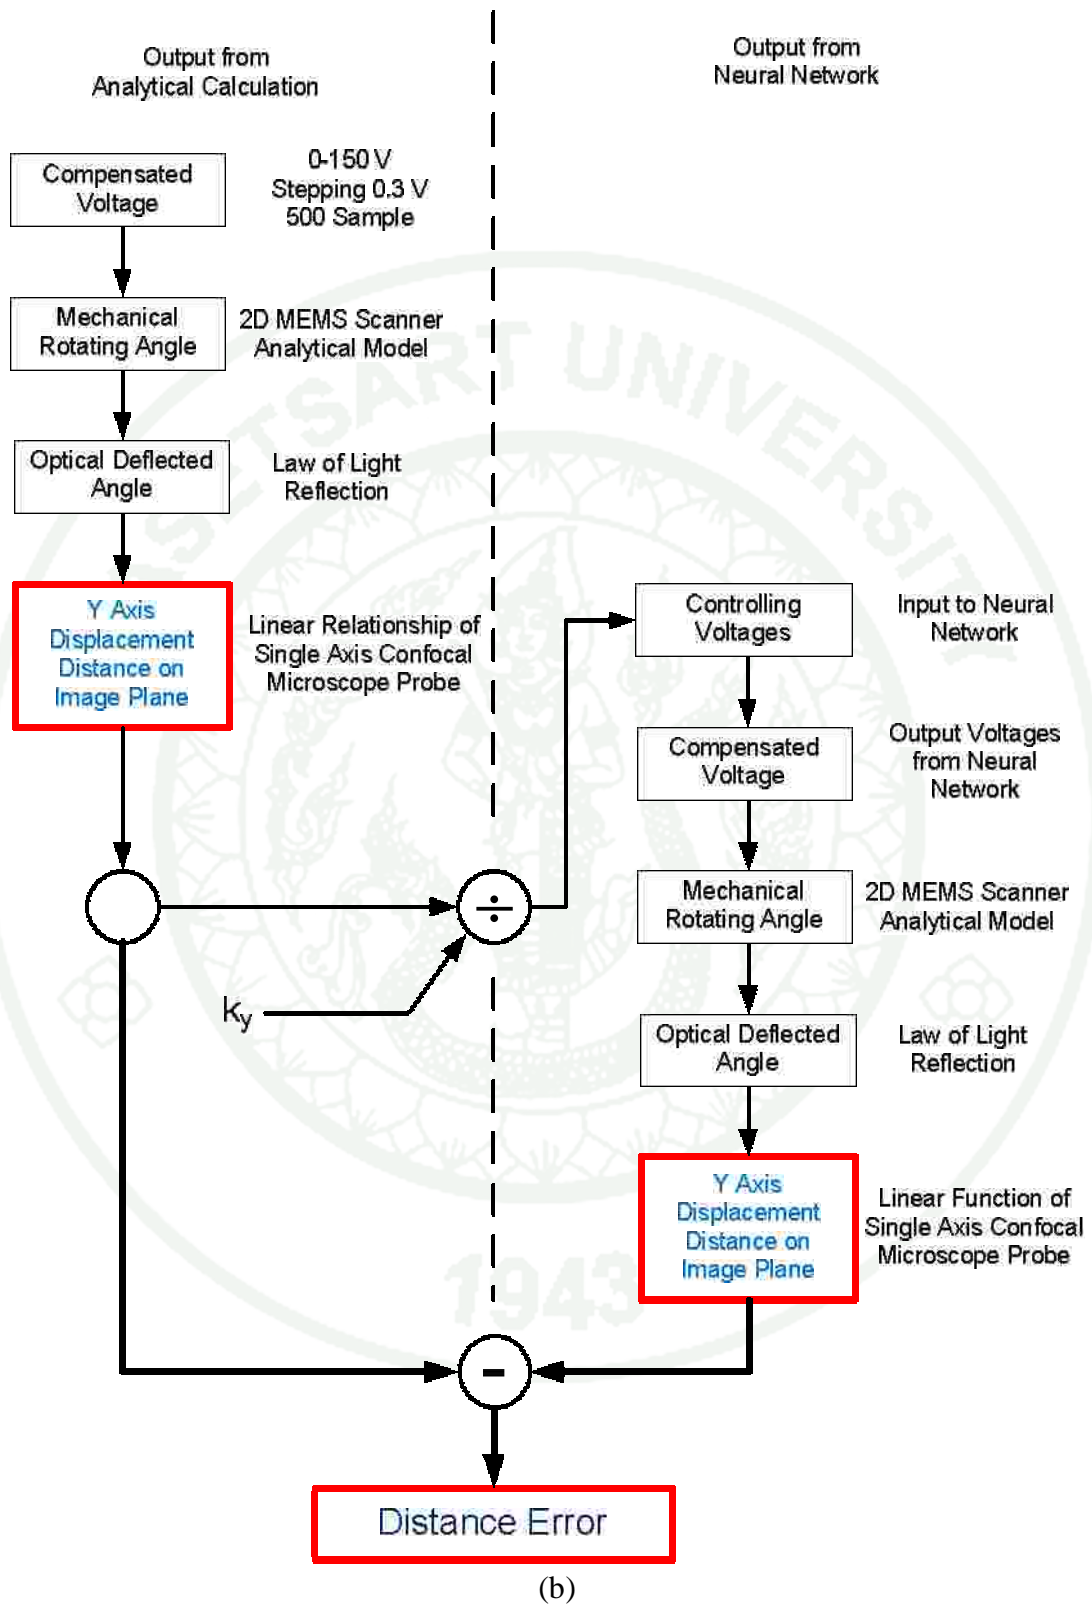 Output from
Analytical Calculation
Output from
Neural Network
Compensated
Voltage
0-150 V
Stepping 0.3 V
500 Sample
Mechanical
Rotating Angle
2D MEMS Scanner
Analytical Model
Optical Deflected
Angle
Law of Light
Reflection
Y Axis
Displacement
Distance on
Image Plane
Linear Relationship of
Single Axis Confocal
Microscope Probe
Controlling
Voltages
Input to Neural
Network
Compensated
Voltage
Output Voltages
from Neural
Network
Mechanical
Rotating Angle
2D MEMS Scanner
Analytical Model
÷
ky
Optical Deflected
Angle
Law of Light
Reflection
Y Axis
Displacement
Distance on
Image Plane
Linear Function of
Single Axis Confocal
Microscope Probe
-
Distance Error
(b)
KASETSART UNIVERSITY
1943